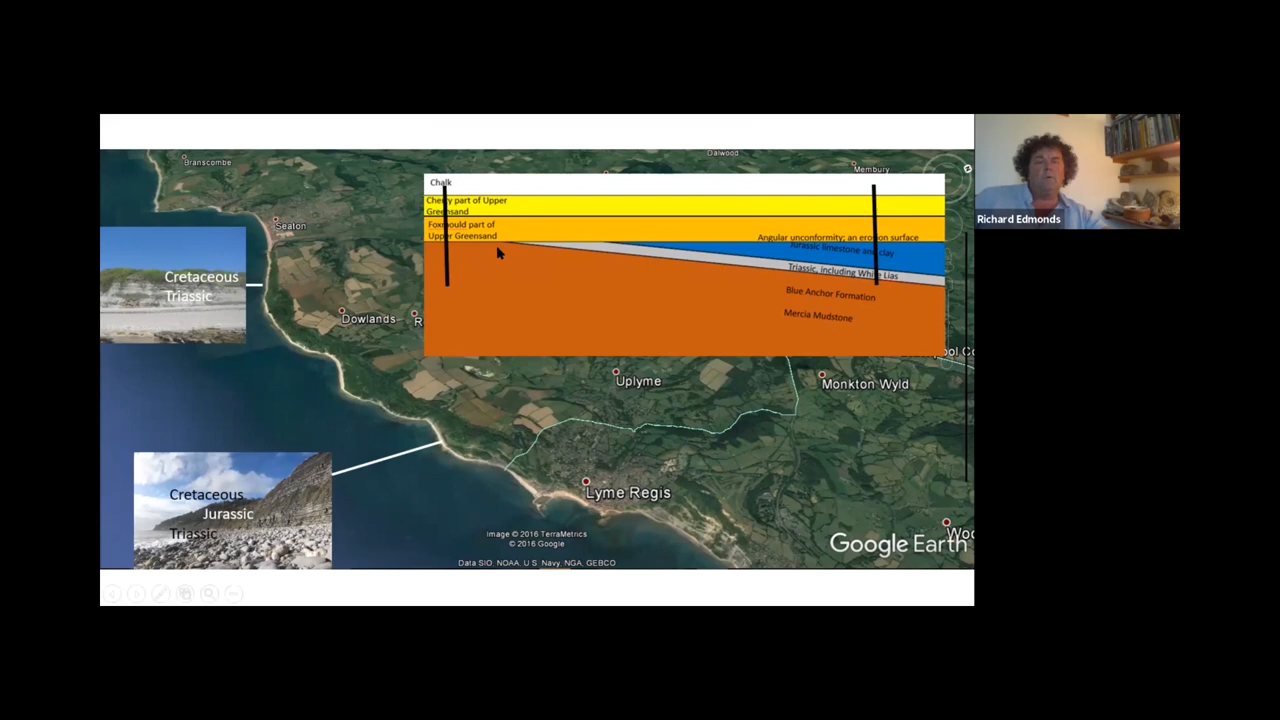 Branscombe
Dalwood
Membury
Seaton
Chalk
Cherty part of Upper
Greensand
Foxmould part of
Upper Greensand
Angular unconformity; an erosion surface
Jurassic limestone and clay
Triassic, including White Lias
Blue Anchor Formation
Mercia Mudstone
Richard Edmonds
Cretaceous
Triassic
Dowlands
R
ool Co
Uplyme
Monkton Wyld
Lyme Regis
Cretaceous
Jurassic
Triassic
Woo
Image © 2016 TerraMetrics
© 2016 Google
Data SIO, NOAA, U.S. Navy, NGA, GEBCO
Google Earth